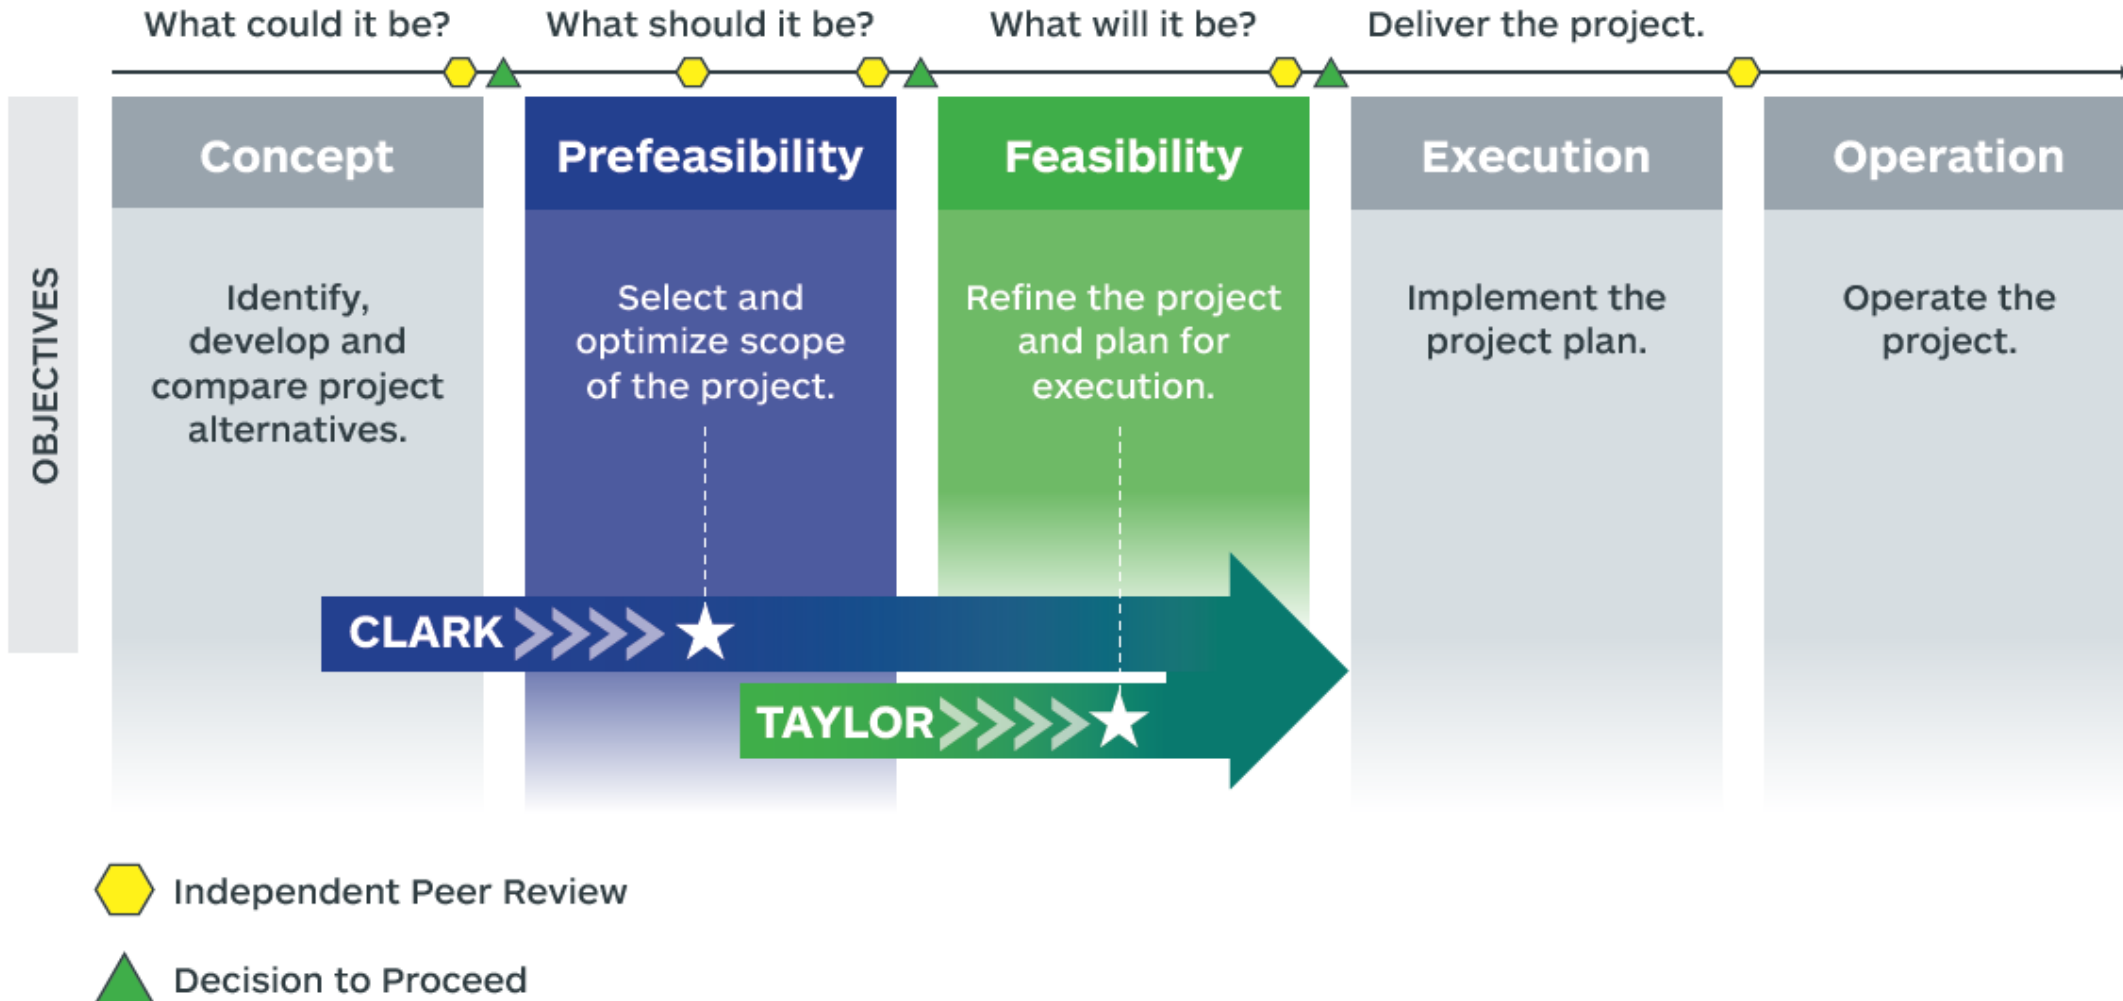 What could it be?
What should it be?
What will it be?
Deliver the project.
OBJECTIVES
Concept
Identify,
develop and
compare project
alternatives.
Prefeasibility
Select and
optimize scope
of the project.
Feasibility
Refine the project
and plan for
execution.
Execution
Implement the
project plan.
Operation
Operate the
project.
CLARK
TAYLOR
Independent Peer Review
Decision to Proceed